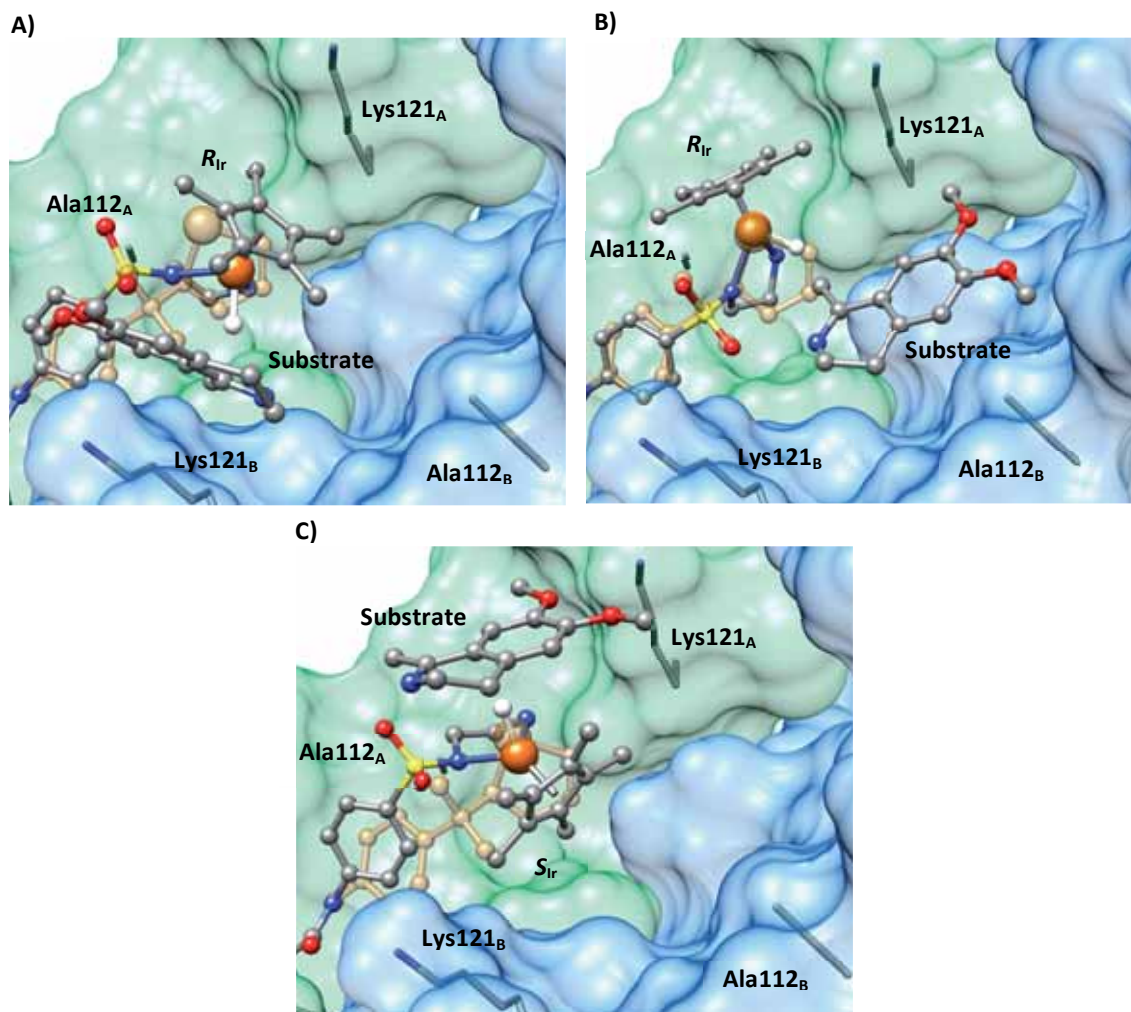 A)
Lys121A
RIr
Ala112A
Substrate
Lys121B
Ala112B
B)
Lys121A
RIr
Ala112A
Substrate
Lys121B
Ala112B
C)
Substrate
Lys121A
Ala112A
SIr
Lys121B
Ala112B